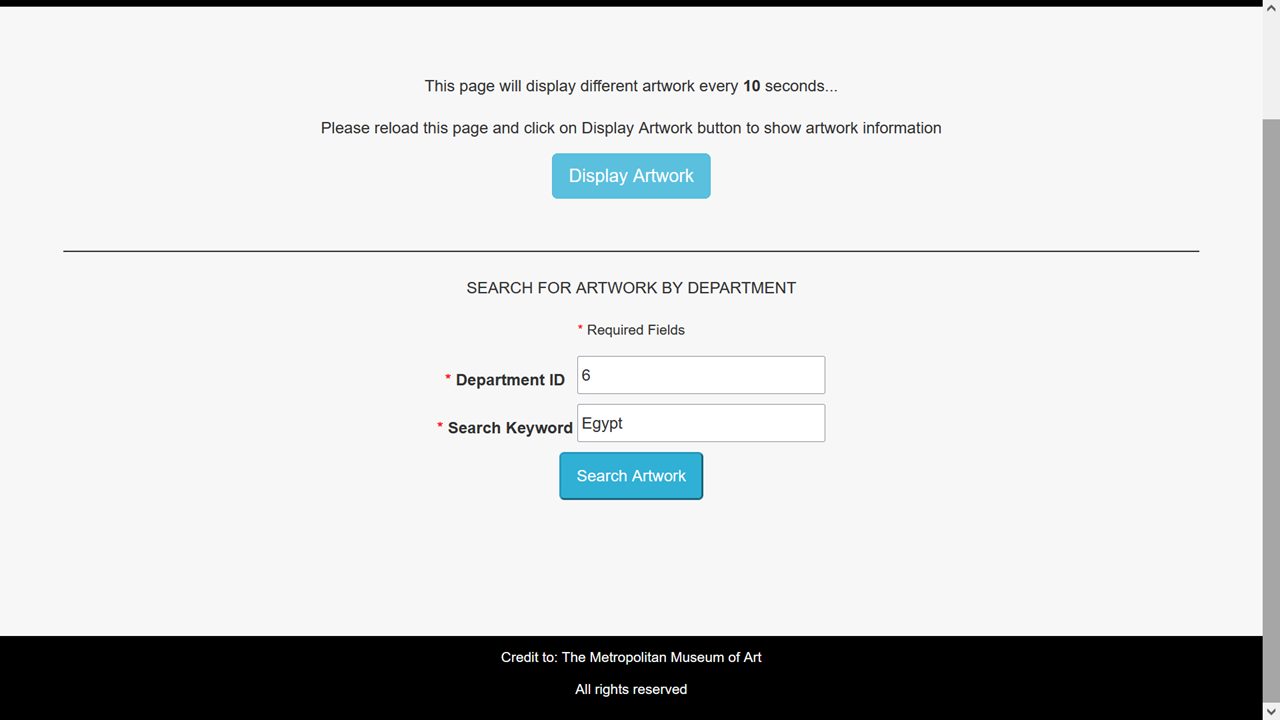 This page will display different artwork every 10 seconds...
Please reload this page and click on Display Artwork button to show artwork information
Display Artwork
SEARCH FOR ARTWORK BY DEPARTMENT
* Required Fields
* Department ID 6
* Search Keyword Egypt
Search Artwork
Credit to: The Metropolitan Museum of Art
All rights reserved